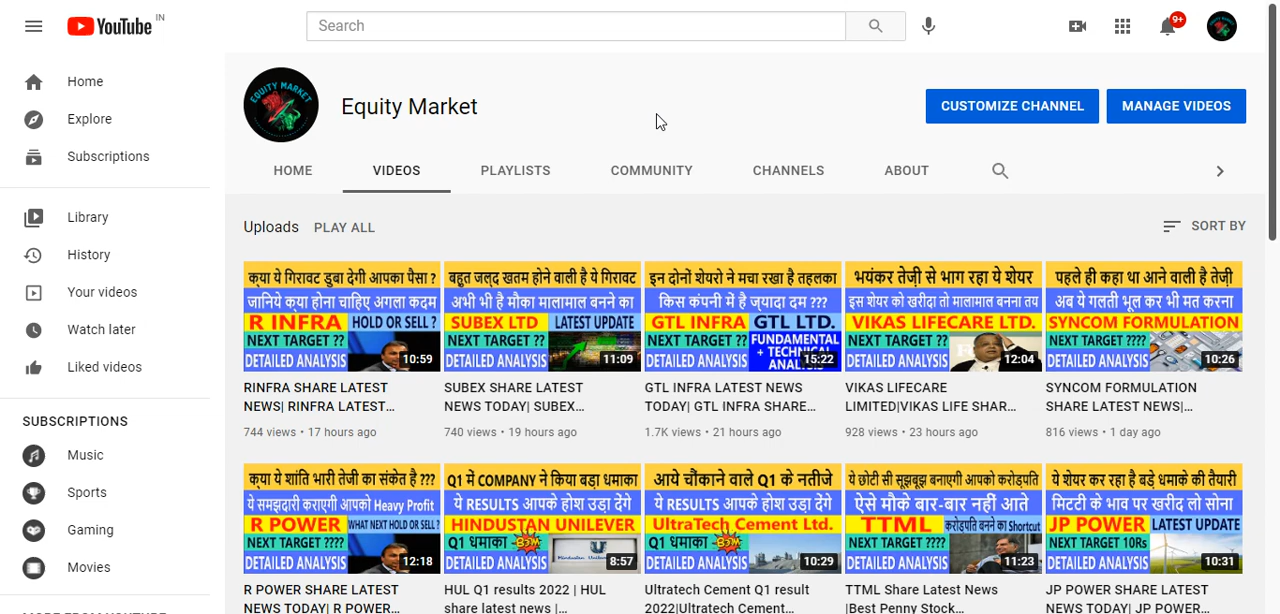 YouTube IN
Search
9+
Home
Explore
Subscriptions
Library
History
Your videos
Watch later
Liked videos
SUBSCRIPTIONS
Music
Sports
Gaming
Movies
MORE FROM YOUTUBE
EQUITY MARKET
Equity Market
CUSTOMIZE CHANNEL
MANAGE VIDEOS
HOME VIDEOS PLAYLISTS COMMUNITY CHANNELS ABOUT
Uploads PLAY ALL
SORT BY
क्या ये गिरावट डुबा देगी आपका पैसा ?
जानिये क्या होना चाहिए अगला कदम
R INFRA HOLD OR SELL ?
NEXT TARGET ??
DETAILED ANALYSIS 10:59
RINFRA SHARE LATEST
NEWS| RINFRA LATEST...
744 views • 17 hours ago
बहुत जल्द खतम होने वाली है ये गिरावट
अभी भी है मौका मालामाल बनने का
SUBEX LTD LATEST UPDATE
NEXT TARGET ??
DETAILED ANALYSIS 11:09
SUBEX SHARE LATEST
NEWS TODAY| SUBEX...
740 views • 19 hours ago
इन दोनों शेयरो ने मचा रखा है तहलका
किस कंपनी में है ज्यादा दम ???
GTL INFRA GTL LTD.
NEXT TARGET ?? FUNDAMENTAL
+ TECHNICAL
DETAILED ANALYSIS ANALYSIS 15:22
GTL INFRA LATEST NEWS
TODAY| GTL INFRA SHARE...
1.7K views • 21 hours ago
भयंकर तेज़ी से भाग रहा ये शेयर
इस शेयर को खरीदा तो मालामाल बनना तय
VIKAS LIFECARE LTD.
NEXT TARGET ??
DETAILED ANALYSIS 12:04
VIKAS LIFECARE
LIMITED|VIKAS LIFE SHAR...
928 views • 23 hours ago
पहले ही कहा था आने वाली है तेज़ी
अब ये गलती भूल कर भी मत करना
SYNCOM FORMULATION
NEXT TARGET ????
DETAILED ANALYSIS 10:26
SYNCOM FORMULATION
SHARE LATEST NEWS|...
816 views • 1 day ago
क्या ये शांति भारी तेजी का संकेत है ???
ये समझदारी कराएगी आपको Heavy Profit
R POWER WHAT NEXT HOLD OR SELL ?
NEXT TARGET ????
DETAILED ANALYSIS 12:18
R POWER SHARE LATEST
NEWS TODAY| R POWER...
Q1 में COMPANY ने किया बड़ा धमाका
ये RESULTS आपके होश उड़ा देंगे
HINDUSTAN UNILEVER
Q1 धमाका BOOM
DETAILED ANALYSIS Hindustan Unilever 8:57
HUL Q1 results 2022 | HUL
share latest news |...
आये चौंकाने वाले Q1 के नतीजे
ये RESULTS आपके होश उड़ा देंगे
UltraTech Cement Ltd.
Q1 धमाका BOOM
DETAILED ANALYSIS 10:29
Ultratech Cement Q1 result
2022|Ultratech Cement...
ये छोटी सी सूझबूझ बनाएगी आपको करोड़पति
ऐसे मौके बार-बार नहीं आते
TTML करोड़पति बनने का Shortcut
NEXT TARGET ????
DETAILED ANALYSIS 11:23
TTML Share Latest News
|Best Penny Stock...
ये शेयर कर रहा है बड़े धमाके की तैयारी
मिटटी के भाव पर खरीद लो सोना
JP POWER LATEST UPDATE
NEXT TARGET 10Rs
DETAILED ANALYSIS 10:31
JP POWER SHARE LATEST
NEWS TODAY| JP POWER...